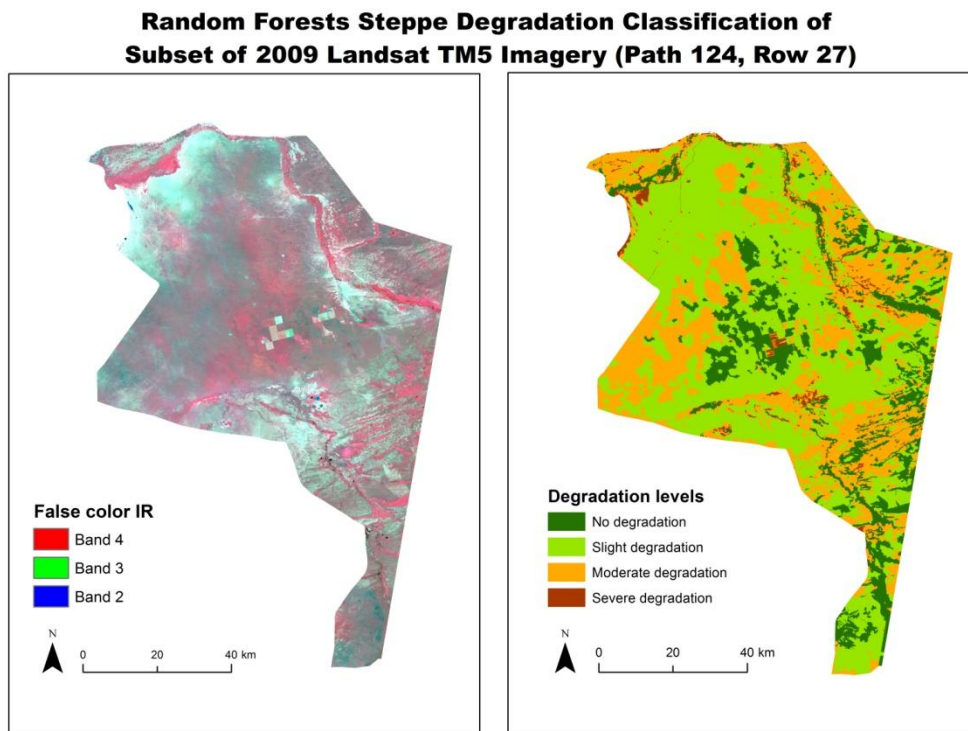 Random Forests Steppe Degradation Classification of
Subset of 2009 Landsat TM5 Imagery (Path 124, Row 27)
False color IR
Band 4
Band 3
Band 2
N
0 20 40 km
Degradation levels
No degradation
Slight degradation
Moderate degradation
Severe degradation
N
0 20 40 km